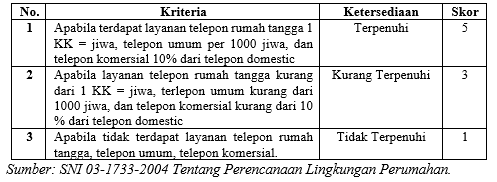 No. Kriteria Ketersediaan Skor
1 Apabila terdapat layanan telepon rumah tangga 1 Terpenuhi 5
KK = jiwa, telepon umum per 1000 jiwa, dan
telepon komersial 10% dari telepon domestic
2 Apabila layanan telepon rumah tangga kurang Kurang Terpenuhi 3
dari 1 KK = jiwa, terlepon umum kurang dari
1000 jiwa, dan telepon komersial kurang dari 10
% dari telepon domestic
3 Apabila tidak terdapat layanan telepon rumah Tidak Terpenuhi 1
tangga, telepon umum, telepon komersial.
Sumber: SNI 03-1733-2004 Tentang Perencanaan Lingkungan Perumahan.